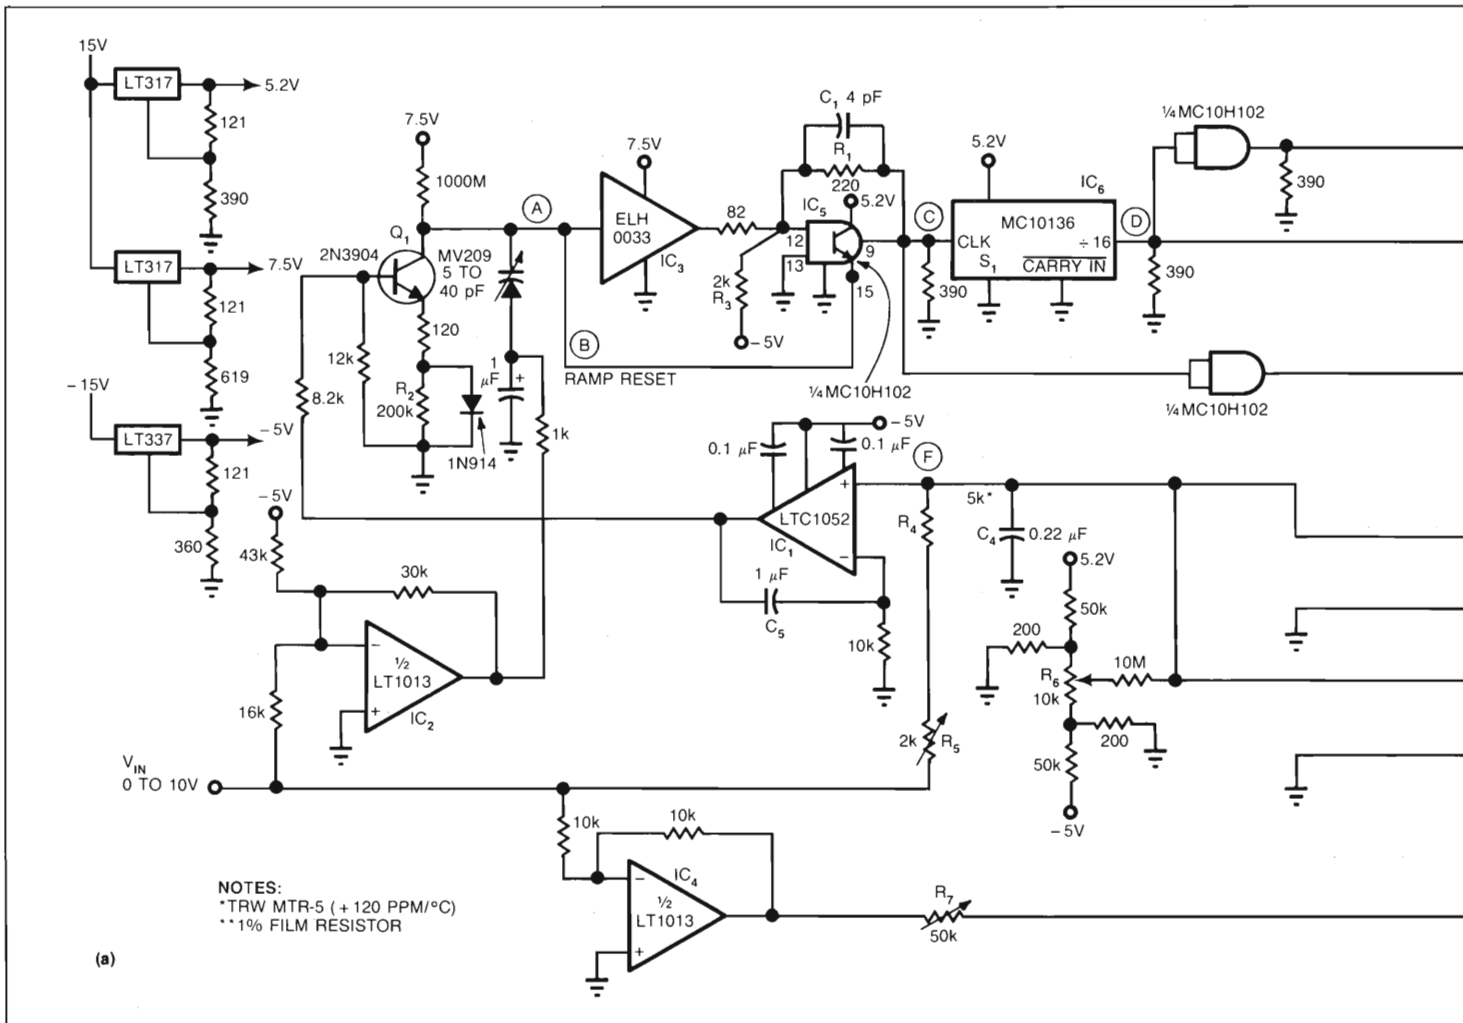 15V
LT317
5.2V
121
390
LT317
7.5V
121
619
-15V
LT337
-5V
121
360
7.5V
1000M
Q1
2N3904
MV209
5 TO
40 pF
120
12k
R2
200k
1N914
8.2k
1
µF
+
1k
A
B
RAMP RESET
7.5V
ELH
0033
IC3
82
2k
R3
-5V
C1 4 pF
R1
220
IC5
5.2V
12
13
9
15
¼ MC10H102
C
390
5.2V
IC6
MC10136
CLK
÷ 16
S1
CARRY IN
D
390
¼ MC10H102
390
¼ MC10H102
-5V
0.1 µF
0.1 µF
F
+
LTC1052
IC1
−
1 µF
C5
10k
R4
5k*
C4
0.22 µF
5.2V
50k
200
R6
10k
10M
200
50k
-5V
2k
R5
-5V
43k
30k
−
½
LT1013
+
IC2
16k
VIN
0 TO 10V
10k
10k
IC4
−
½
LT1013
+
R7
50k
NOTES:
*TRW MTR-5 (+120 PPM/°C)
**1% FILM RESISTOR
(a)